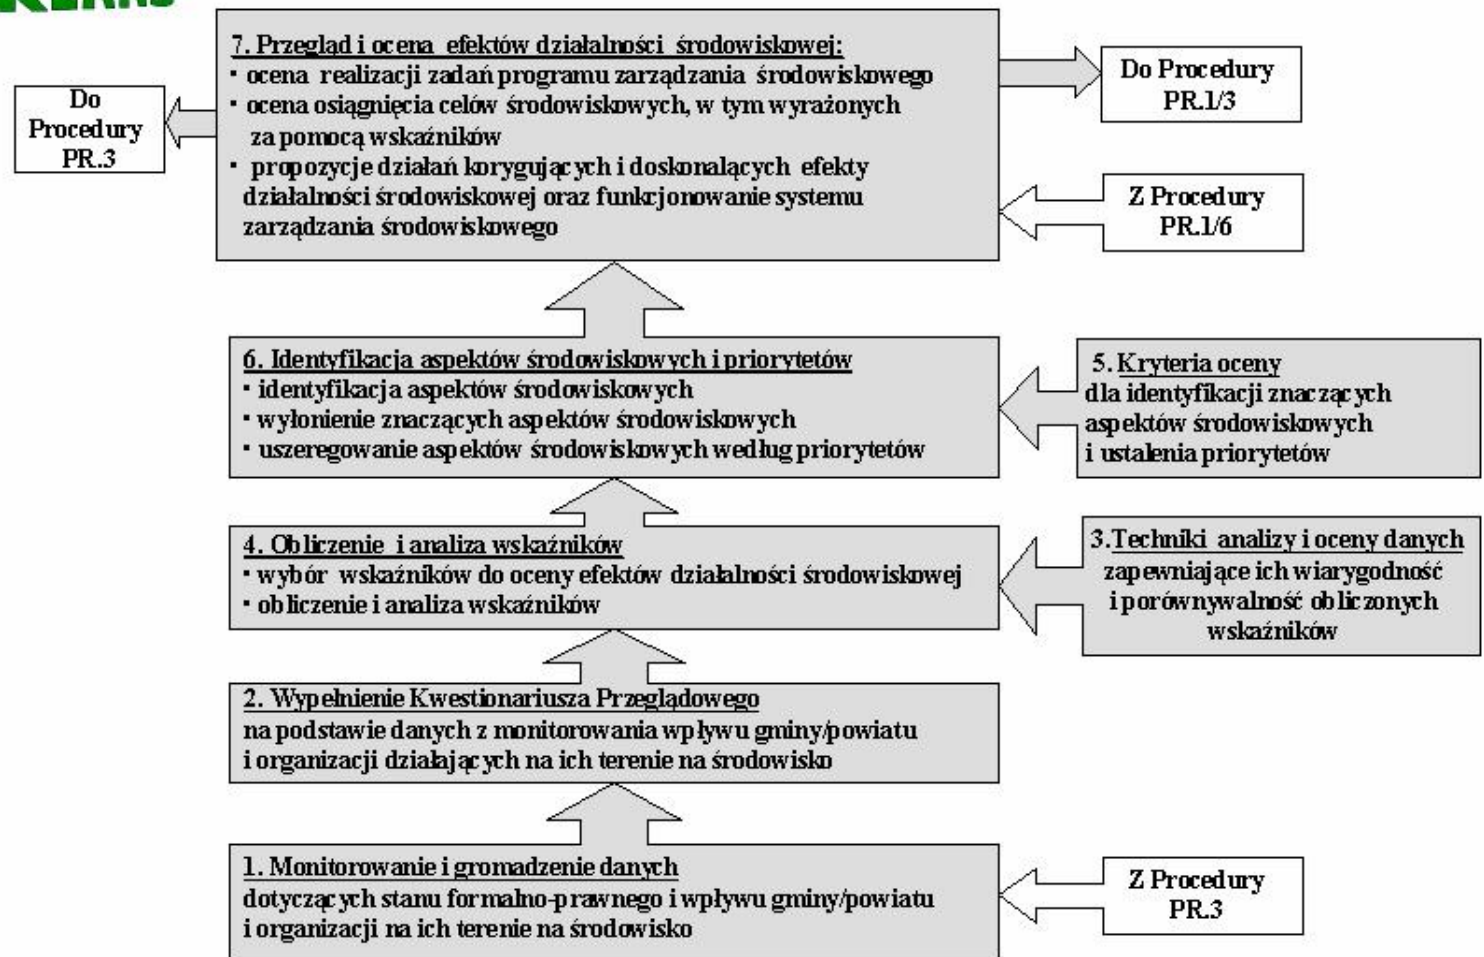 7. Przegląd i ocena efektów działalności środowiskowej:
▪ ocena realizacji zadań programu zarządzania środowiskowego
▪ ocena osiągnięcia celów środowiskowych, w tym wyrażonych
za pomocą wskaźników
▪ propozycje działań korygujących i doskonalących efekty
działalności środowiskowej oraz funkcjonowanie systemu
zarządzania środowiskowego
Do
Procedury
PR.3
Do Procedury
PR.1/3
Z Procedury
PR.1/6
6. Identyfikacja aspektów środowiskowych i priorytetów
▪ identyfikacja aspektów środowiskowych
▪ wyłonienie znaczących aspektów środowiskowych
▪ uszeregowanie aspektów środowiskowych według priorytetów
5. Kryteria oceny
dla identyfikacji znaczących
aspektów środowiskowych
i ustalenia priorytetów
4. Obliczenie i analiza wskaźników
▪ wybór wskaźników do oceny efektów działalności środowiskowej
▪ obliczenie i analiza wskaźników
3.Techniki analizy i oceny danych
zapewniające ich wiarygodność
i porównywalność obliczonych
wskaźników
2. Wypełnienie Kwestionariusza Przeglądowego
na podstawie danych z monitorowania wpływu gminy/powiatu
i organizacji działających na ich terenie na środowisko
1. Monitorowanie i gromadzenie danych
dotyczących stanu formalno-prawnego i wpływu gminy/powiatu
i organizacji na ich terenie na środowisko
Z Procedury
PR.3